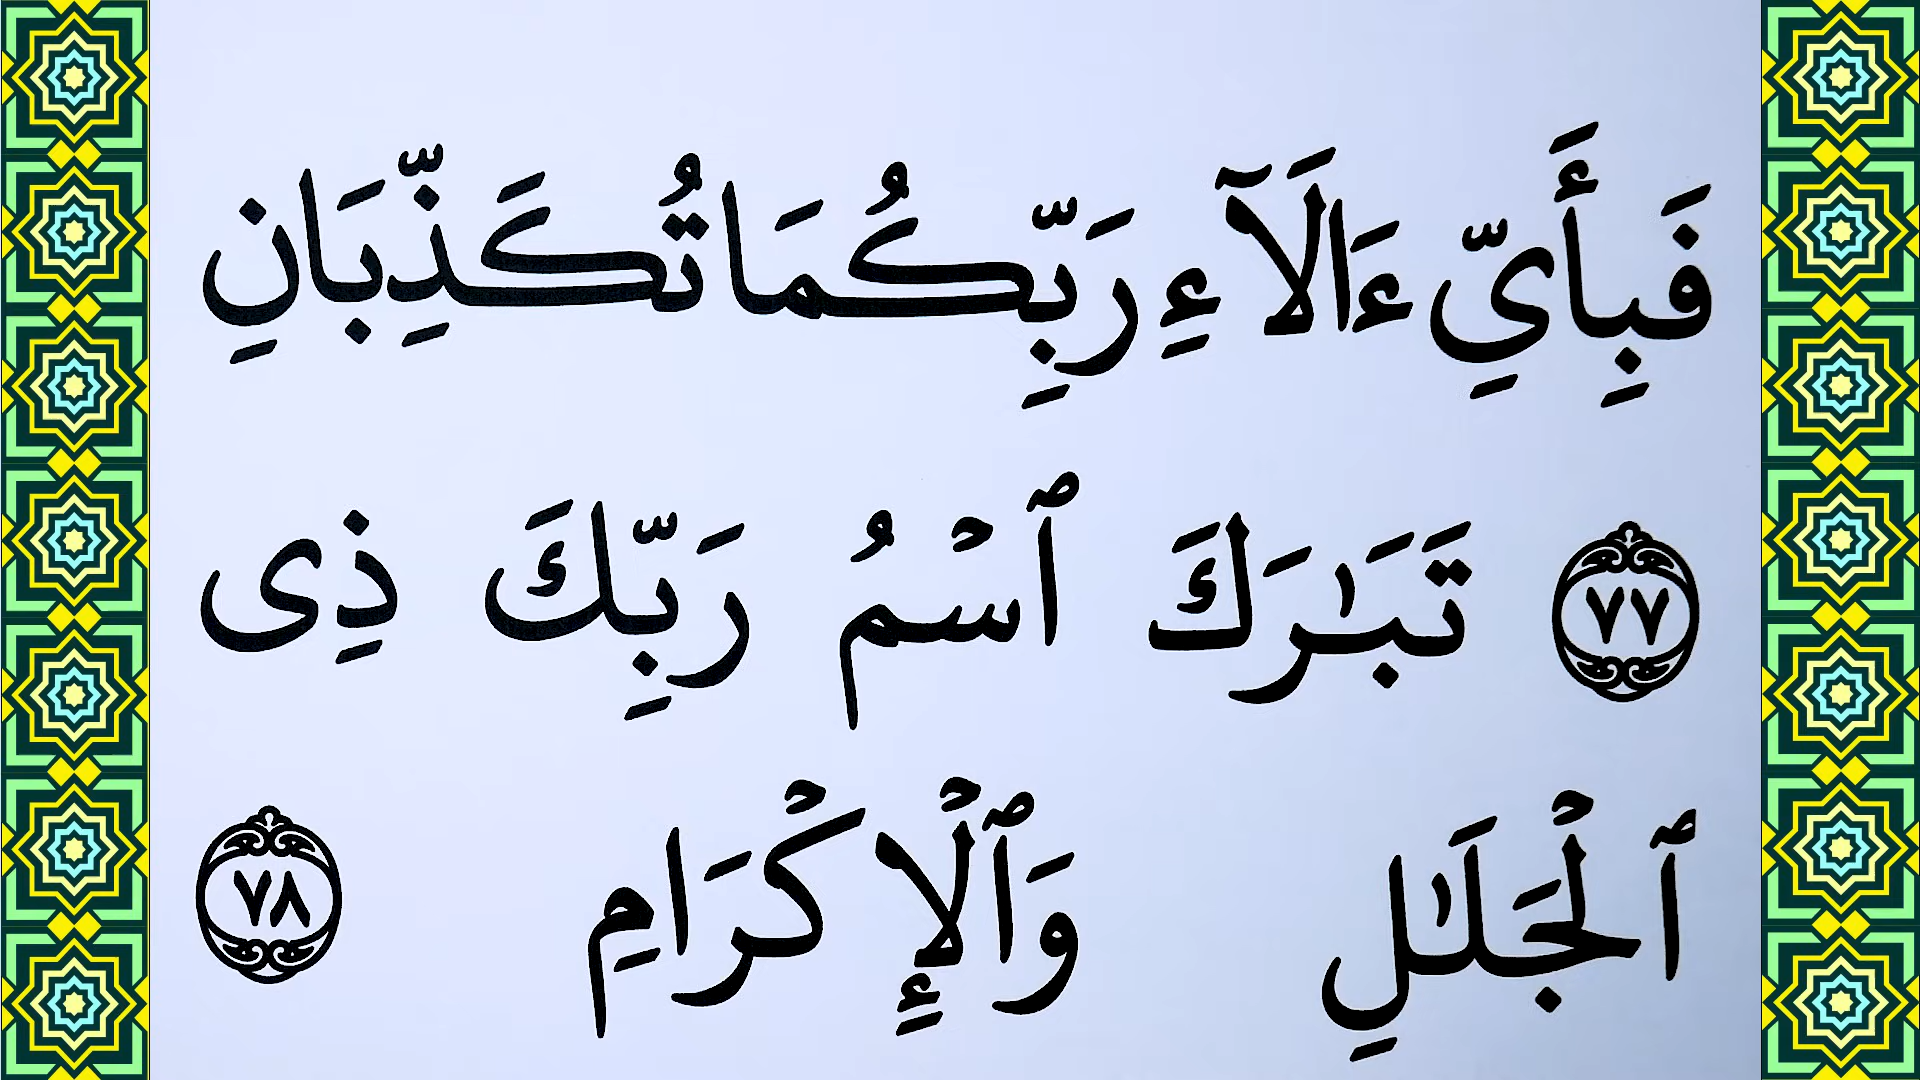 فَبِأَيِّ ءَالَآءِ رَبِّكُمَا تُكَذِّبَانِ
٧٧ تَبَٰرَكَ ٱسۡمُ رَبِّكَ ذِى
ٱلۡجَلَٰلِ وَٱلۡإِكۡرَامِ ٧٨